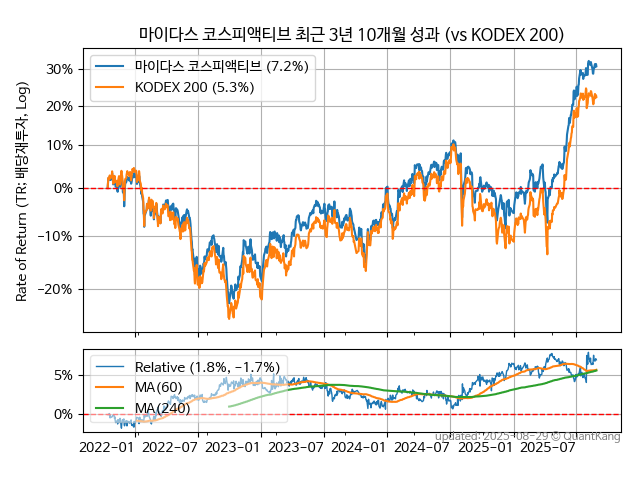 마이다스 코스피액티브 최근 3년 10개월 성과 (vs KODEX 200)
Rate of Return (TR: 배당재투자, Log)
30%
20%
10%
0%
−10%
−20%
마이다스 코스피액티브 (7.2%)
KODEX 200 (5.3%)
5%
0%
Relative (1.8%, −1.7%)
MA(60)
MA(240)
updated: 2025-08-29 © QuantKang
2022−01 2022−07 2023−01 2023−07 2024−01 2024−07 2025−01 2025−07